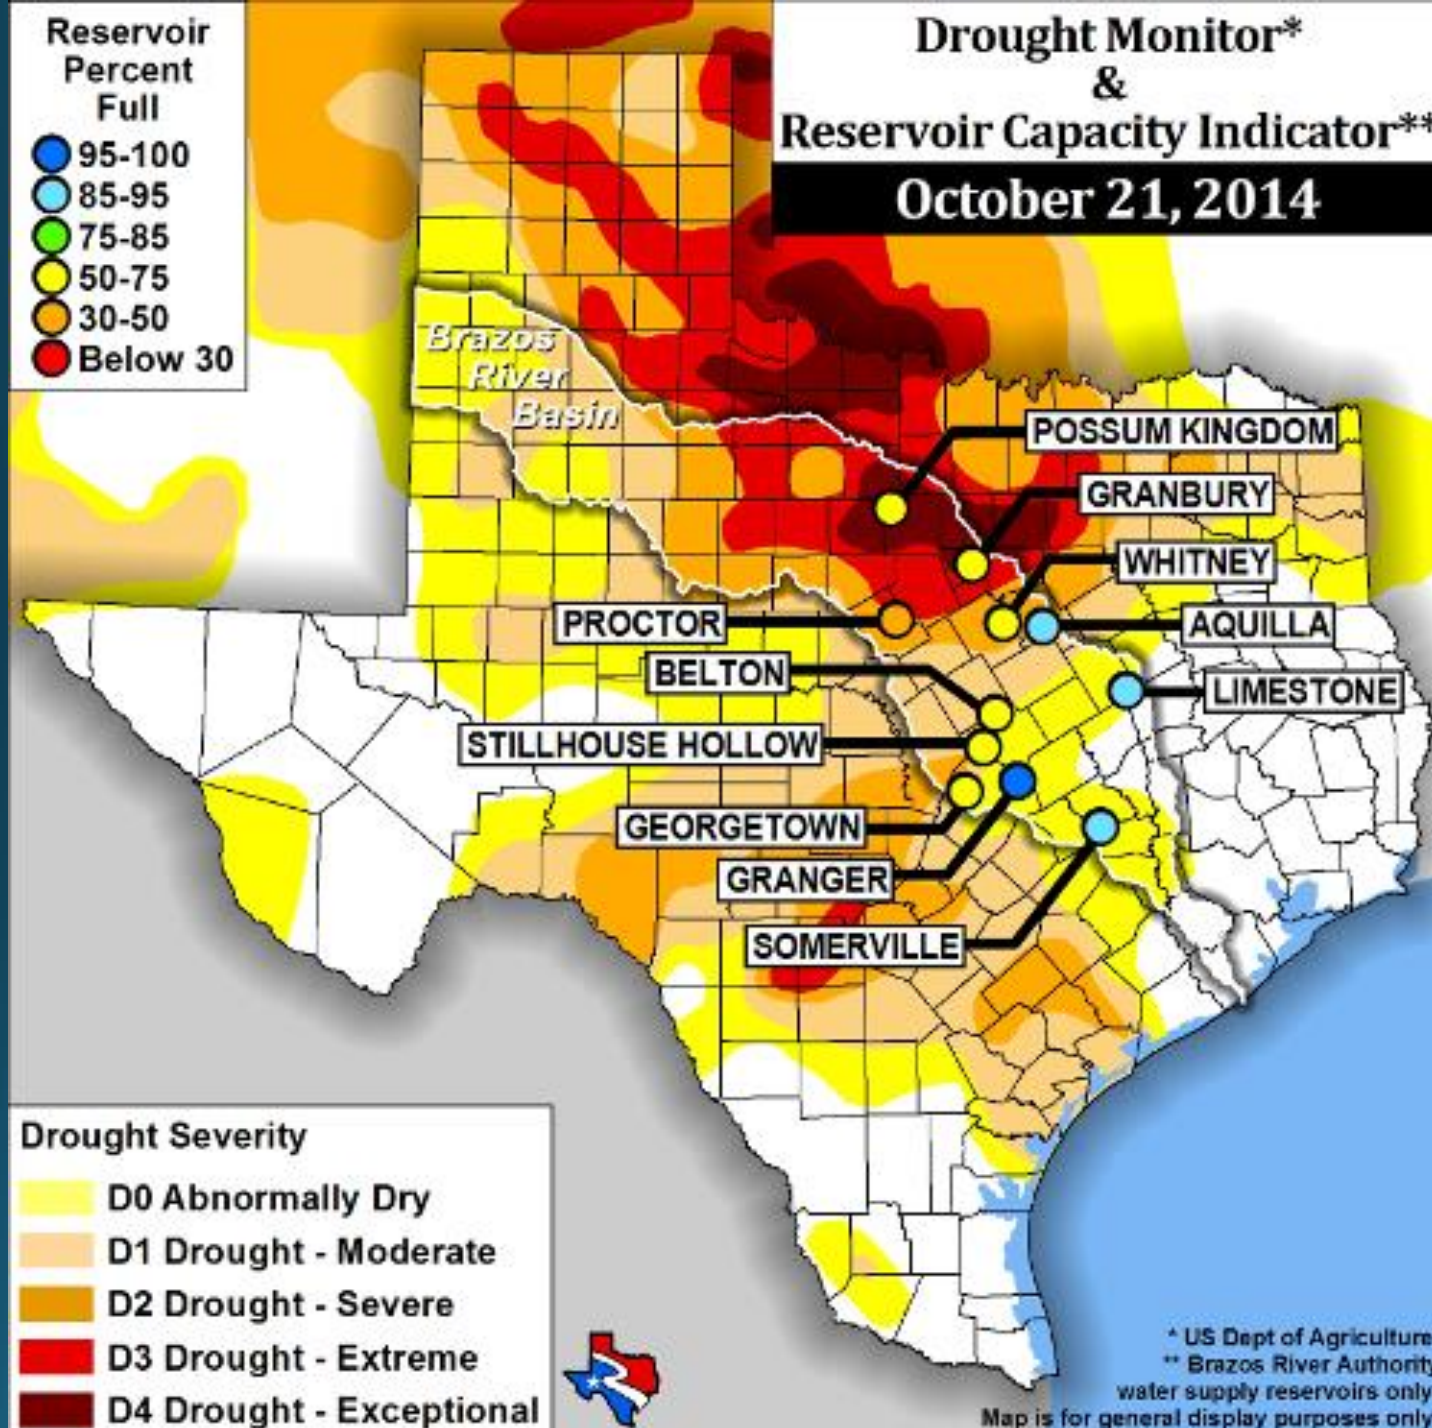 Reservoir
Percent
Full
95-100
85-95
75-85
50-75
30-50
Below 30
Drought Monitor*
&
Reservoir Capacity Indicator**
October 21, 2014
Brazos
River
Basin
POSSUM KINGDOM
GRANBURY
WHITNEY
PROCTOR
AQUILLA
BELTON
LIMESTONE
STILLHOUSE HOLLOW
GEORGETOWN
GRANGER
SOMERVILLE
Drought Severity
D0 Abnormally Dry
D1 Drought - Moderate
D2 Drought - Severe
D3 Drought - Extreme
D4 Drought - Exceptional
* US Dept of Agriculture
** Brazos River Authority
water supply reservoirs only
Map is for general display purposes only